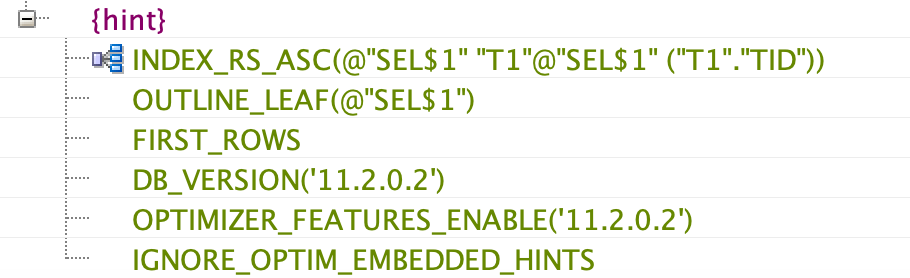 {hint}
INDEX_RS_ASC(@"SEL$1" "T1"@"SEL$1" ("T1"."TID"))
OUTLINE_LEAF(@"SEL$1")
FIRST_ROWS
DB_VERSION('11.2.0.2')
OPTIMIZER_FEATURES_ENABLE('11.2.0.2')
IGNORE_OPTIM_EMBEDDED_HINTS